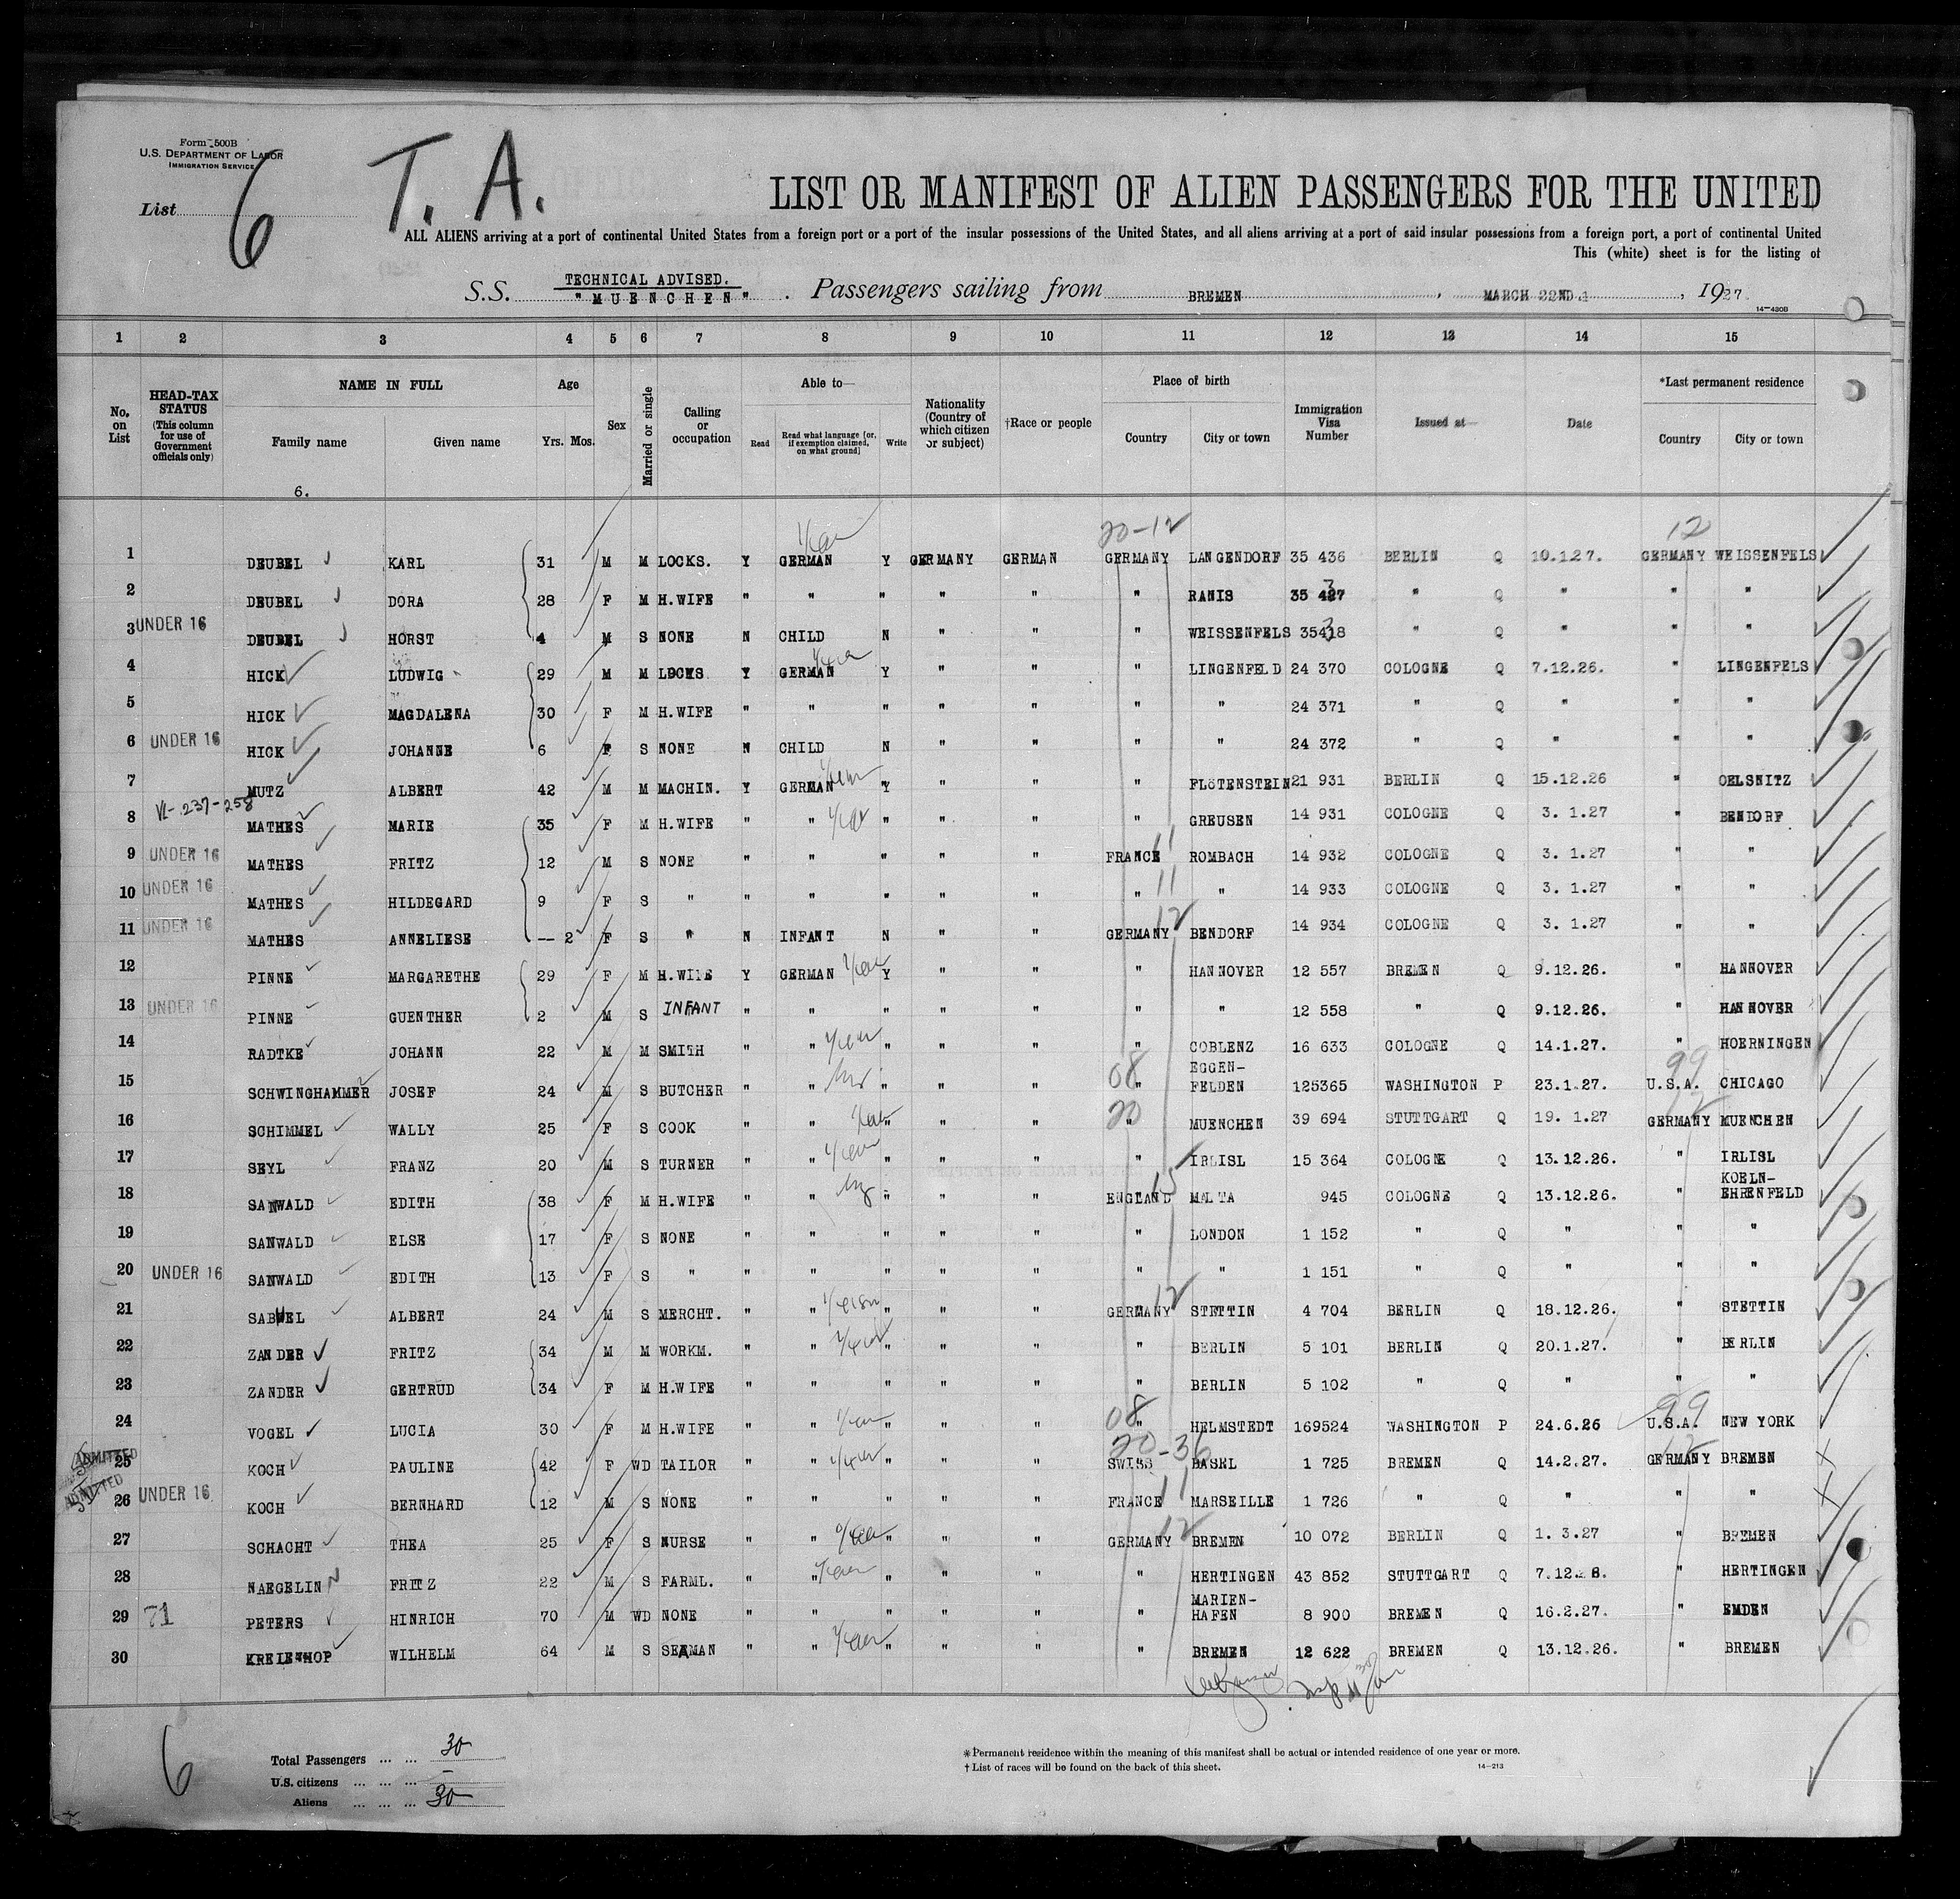 Form 500B
U.S. DEPARTMENT OF LABOR
IMMIGRATION SERVICE
List 6
T. A.
LIST OR MANIFEST OF ALIEN PASSENGERS FOR THE UNITED
ALL ALIENS arriving at a port of continental United States from a foreign port or a port of the insular possessions of the United States, and all aliens arriving at a port of said insular possessions from a foreign port, a port of continental United
This (white) sheet is for the listing of
TECHNICAL ADVISED.
S.S. "MUENCHEN". Passengers sailing from BREMEN, MARCH 22ND., 1927.
14—430B
1 2 3 4 5 6 7 8 9 10 11 12 13 14 15
No. on List
HEAD-TAX STATUS (This column for use of Government officials only)
NAME IN FULL
Family name Given name
Age
Yrs. Mos.
Sex
Married or single
Calling or occupation
Able to—
Read Read what language [or, if exemption claimed, on what ground] Write
Nationality (Country of which citizen or subject)
†Race or people
Place of birth
Country City or town
Immigration Visa Number
Issued at—
Date
*Last permanent residence
Country City or town
6.
20-12 12
1 DEUBEL KARL 31 M M LOCKS. Y GERMAN Y GERMANY GERMAN GERMANY LANGENDORF 35 436 BERLIN Q 10.1.27. GERMANY WEISSENFELS
2 DEUBEL DORA 28 F M H.WIFE " " " " " " RANIS 35 437 " Q " " "
3 UNDER 16 DEUBEL HORST 4 M S NONE N CHILD N " " " WEISSENFELS 35438 " Q " " "
4 HICK LUDWIG 29 M M LOCKS Y GERMAN Y " " " LINGENFELD 24 370 COLOGNE Q 7.12.26. " LINGENFELS
5 HICK MAGDALENA 30 F M H.WIFE " " " " " " " 24 371 " Q " " "
6 UNDER 16 HICK JOHANNE 6 F S NONE N CHILD N " " " " 24 372 " Q " " "
7 MUTZ ALBERT 42 M M MACHIN. Y GERMAN Y " " " FLÖTENSTEIN 21 931 BERLIN Q 15.12.26 " OELSNITZ
VL-237-258
8 MATHES MARIE 35 F M H.WIFE " " " " " " GREUSEN 14 931 COLOGNE Q 3. 1.27 " BENDORF
9 UNDER 16 MATHES FRITZ 12 M S NONE " " " " " FRANCE 11 ROMBACH 14 932 COLOGNE Q 3. 1.27 " "
10 UNDER 16 MATHES HILDEGARD 9 F S " " " " " " " 11 " 14 933 COLOGNE Q 3. 1.27 " "
11 UNDER 16 MATHES ANNELIESE -- 2 F S " N INFANT N " " GERMANY 12 BENDORF 14 934 COLOGNE Q 3. 1.27 " "
12 PINNE MARGARETHE 29 F M H.WIFE Y GERMAN Y " " " HANNOVER 12 557 BREMEN Q 9.12.26. " HANNOVER
13 UNDER 16 PINNE GUENTHER 2 M S INFANT " " " " " " " 12 558 " Q 9.12.26. " HANNOVER
14 RADTKE JOHANN 22 M M SMITH " " " " " " COBLENZ 16 633 COLOGNE Q 14.1.27. " HOERNINGEN
15 SCHWINGHAMMER JOSEF 24 M S BUTCHER " " " " " 08 " EGGEN-FELDEN 125365 WASHINGTON P 23.1.27. 99 U.S.A. CHICAGO
16 SCHIMMEL WALLY 25 F S COOK " " " " " 20 " MUENCHEN 39 694 STUTTGART Q 19. 1.27 12 GERMANY MUENCHEN
17 SEYL FRANZ 20 M S TURNER " " " " " " IRLISL 15 364 COLOGNE Q 13.12.26. " IRLISL
18 SANWALD EDITH 38 F M H.WIFE " " " " " ENGLAND 15 MALTA 945 COLOGNE Q 13.12.26. " KOELN-EHRENFELD
19 SANWALD ELSE 17 F S NONE " " " " " " LONDON 1 152 " Q " " "
20 UNDER 16 SANWALD EDITH 13 F S " " " " " " " " 1 151 " Q " " "
21 ALBERT 24 M S MERCHT. " " " " " GERMANY 12 STETTIN 4 704 BERLIN Q 18.12.26. " STETTIN
22 ZANDER FRITZ 34 M M WORKM. " " " " " " BERLIN 5 101 BERLIN Q 20.1.27. " BERLIN
23 ZANDER GERTRUD 34 F M H.WIFE " " " " " " BERLIN 5 102 " Q " " "
24 VOGEL LUCIA 30 F M H.WIFE " " " " " 08 " HELMSTEDT 169524 WASHINGTON P 24.6.26 99 U.S.A. NEW YORK
ADMITTED 25 KOCH PAULINE 42 F WD TAILOR " " " " " 20-36 SWISS BASEL 1 725 BREMEN Q 14.2.27. 12 GERMANY BREMEN
ADMITTED 26 UNDER 16 KOCH BERNHARD 12 M S NONE " " " " " FRANCE 11 MARSEILLE 1 726 " Q " " "
27 SCHACHT THEA 25 F S NURSE " " " " " GERMANY 12 BREMEN 10 072 BERLIN Q 1. 3.27 " BREMEN
28 NAEGELIN FRITZ 22 M S FARML. " " " " " " HERTINGEN 43 852 STUTTGART Q " HERTINGEN
29 71 PETERS HINRICH 70 M WD NONE " " " " " " MARIEN-HAFEN 8 900 BREMEN Q 16.2.27. " EMDEN
30 WILHELM 64 M S SEAMAN " " " " " " BREMEN 12 622 BREMEN Q 13.12.26. " BREMEN
6
Total Passengers ... ... 30
U.S. citizens ... ... ... –
Aliens ... ... ... 30
*Permanent residence within the meaning of this manifest shall be actual or intended residence of one year or more.
†List of races will be found on the back of this sheet.
14—213